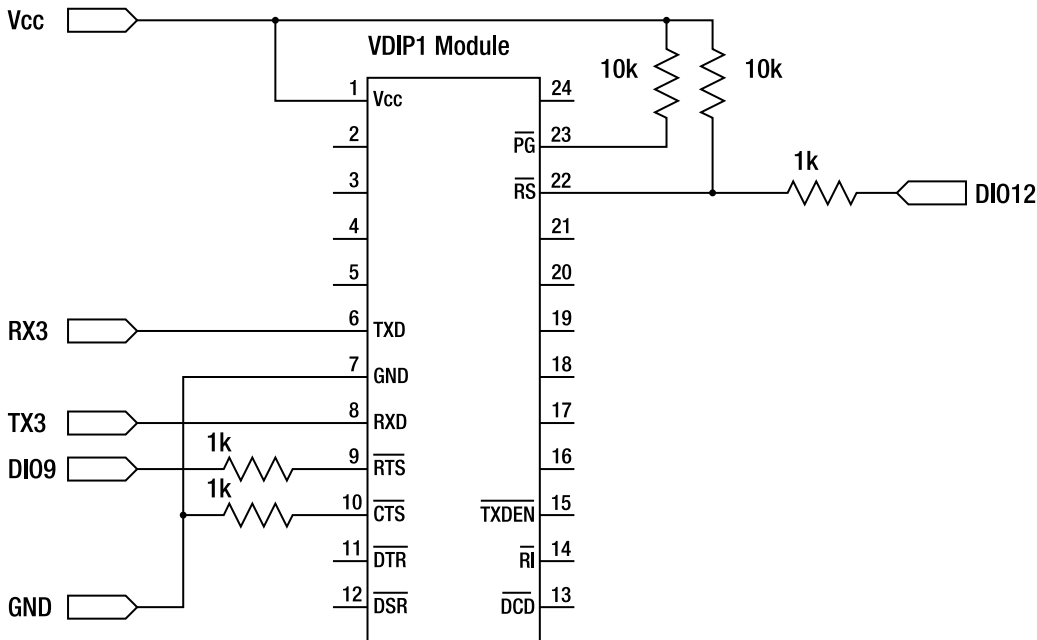 Vcc
VDIP1 Module
10k
10k
1
Vcc
24
2
PG
23
1k
3
RS
22
DIO12
4
21
5
20
RX3
6
TXD
19
7
GND
18
TX3
8
RXD
17
1k
DIO9
9
RTS
16
1k
10
CTS
TXDEN
15
11
DTR
RI
14
GND
12
DSR
DCD
13